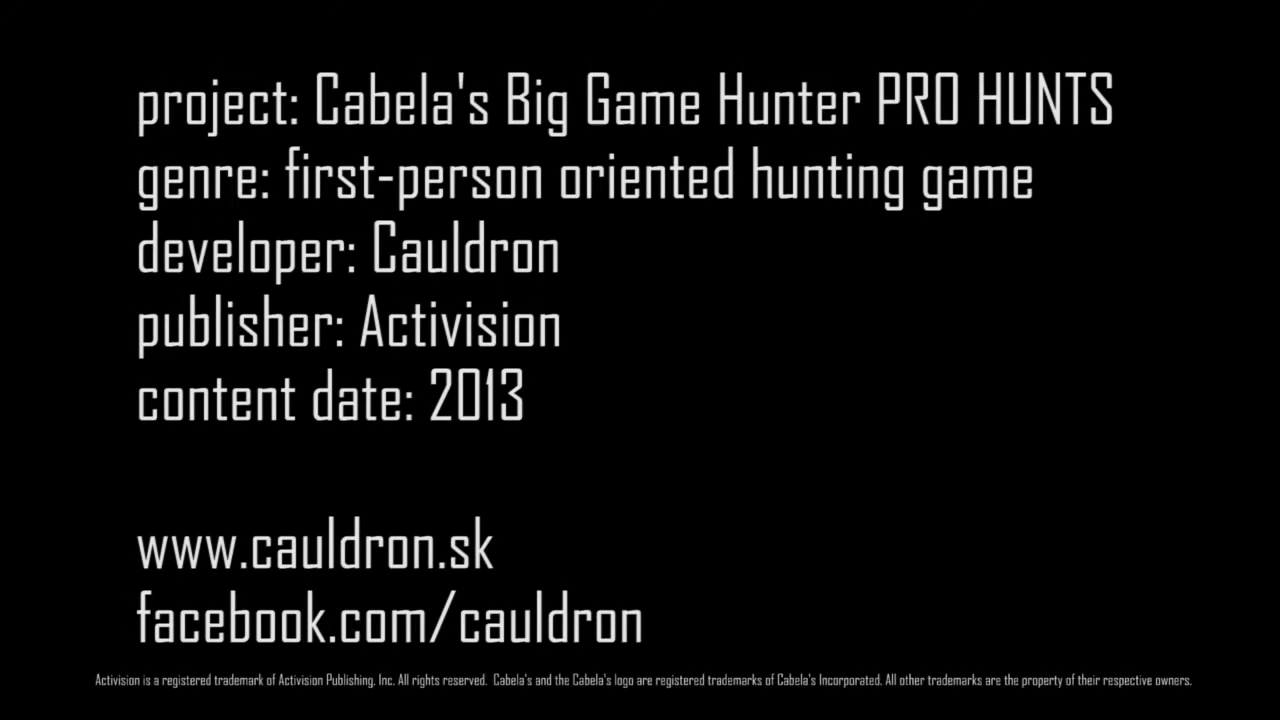 project: Cabela's Big Game Hunter PRO HUNTS
genre: first-person oriented hunting game
developer: Cauldron
publisher: Activision
content date: 2013
www.cauldron.sk
facebook.com/cauldron
Activision is a registered trademark of Activision Publishing, Inc. All rights reserved. Cabela's and the Cabela's logo are registered trademarks of Cabela's Incorporated. All other trademarks are the property of their respective owners.